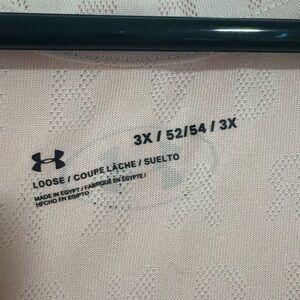 3X / 52/54 / 3X
LOOSE / COUPE LÂCHE / SUELTO
MADE IN EGYPT / FABRIQUÉ EN ÉGYPTE /
HECHO EN EGIPTO